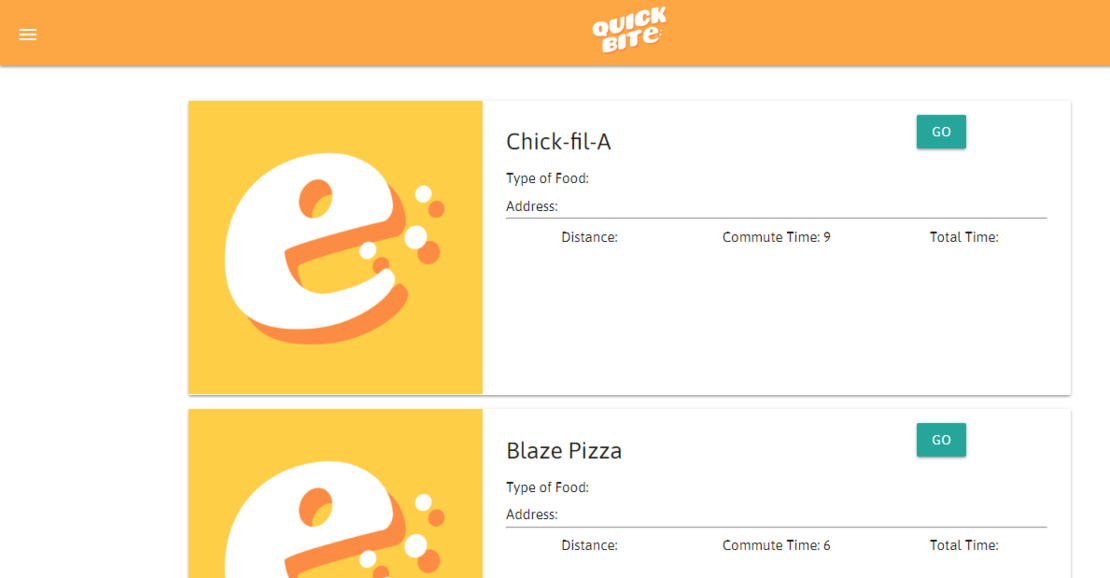 QUICK
BITe
Chick-fil-A
GO
Type of Food:
Address:
Distance: Commute Time: 9 Total Time:
e
Blaze Pizza
GO
Type of Food:
Address:
Distance: Commute Time: 6 Total Time:
e